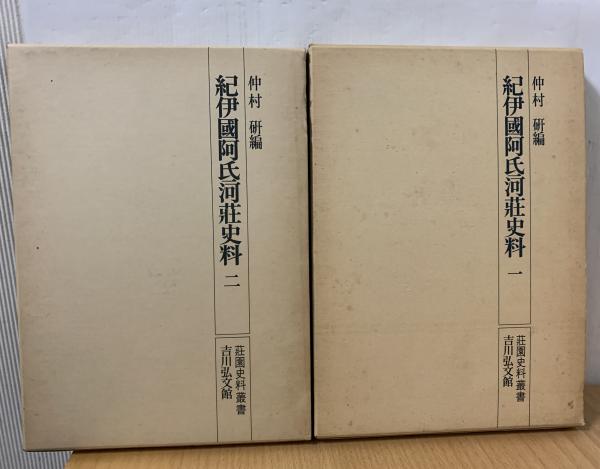 仲村 研編
紀伊國阿氐河莊史料 一
莊園史料叢書
吉川弘文館
仲村 研編
紀伊國阿氐河莊史料 二
莊園史料叢書
吉川弘文館